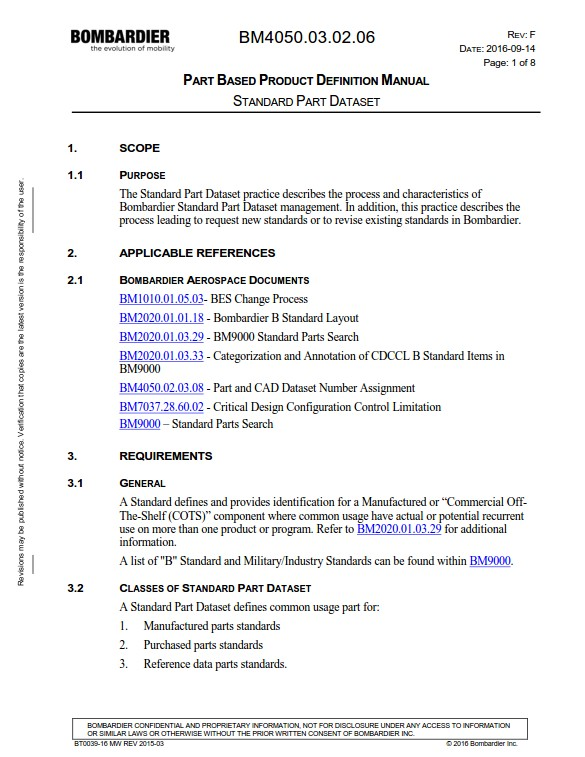 BOMBARDIER
the evolution of mobility
BM4050.03.02.06
REV: F
DATE: 2016-09-14
Page: 1 of 8
PART BASED PRODUCT DEFINITION MANUAL
STANDARD PART DATASET
1. SCOPE
1.1 PURPOSE
The Standard Part Dataset practice describes the process and characteristics of
Bombardier Standard Part Dataset management. In addition, this practice describes the
process leading to request new standards or to revise existing standards in Bombardier.
2. APPLICABLE REFERENCES
2.1 BOMBARDIER AEROSPACE DOCUMENTS
BM1010.01.05.03- BES Change Process
BM2020.01.01.18 - Bombardier B Standard Layout
BM2020.01.03.29 - BM9000 Standard Parts Search
BM2020.01.03.33 - Categorization and Annotation of CDCCL B Standard Items in
BM9000
BM4050.02.03.08 - Part and CAD Dataset Number Assignment
BM7037.28.60.02 - Critical Design Configuration Control Limitation
BM9000 – Standard Parts Search
3. REQUIREMENTS
3.1 GENERAL
A Standard defines and provides identification for a Manufactured or “Commercial Off-
The-Shelf (COTS)” component where common usage have actual or potential recurrent
use on more than one product or program. Refer to BM2020.01.03.29 for additional
information.
A list of "B" Standard and Military/Industry Standards can be found within BM9000.
3.2 CLASSES OF STANDARD PART DATASET
A Standard Part Dataset defines common usage part for:
1. Manufactured parts standards
2. Purchased parts standards
3. Reference data parts standards.
Revisions may be published without notice. Verification that copies are the latest version is the responsibility of the user.
BOMBARDIER CONFIDENTIAL AND PROPRIETARY INFORMATION, NOT FOR DISCLOSURE UNDER ANY ACCESS TO INFORMATION
OR SIMILAR LAWS OR OTHERWISE WITHOUT THE PRIOR WRITTEN CONSENT OF BOMBARDIER INC.
BT0039-16 MW REV 2015-03
© 2016 Bombardier Inc.